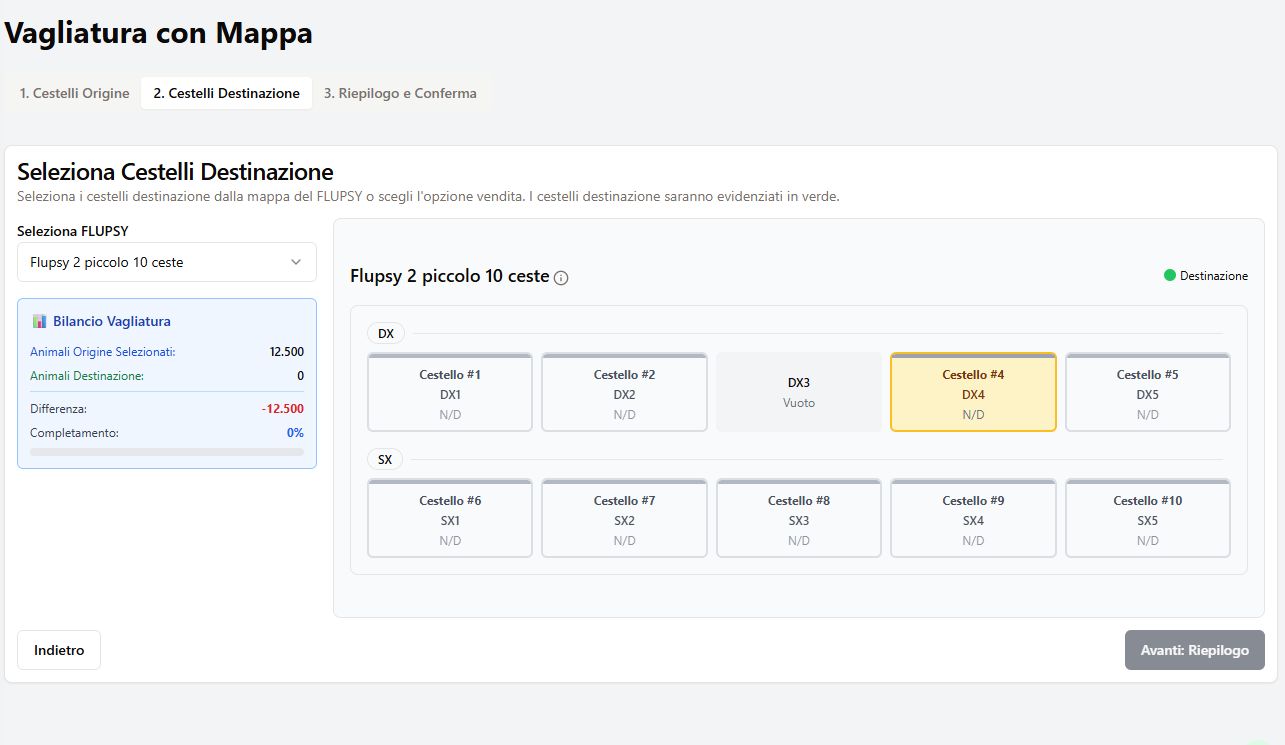 Vagliatura con Mappa
1. Cestelli Origine
2. Cestelli Destinazione
3. Riepilogo e Conferma
Seleziona Cestelli Destinazione
Seleziona i cestelli destinazione dalla mappa del FLUPSY o scegli l'opzione vendita. I cestelli destinazione saranno evidenziati in verde.
Seleziona FLUPSY
Flupsy 2 piccolo 10 ceste
Bilancio Vagliatura
Animali Origine Selezionati: 12.500
Animali Destinazione: 0
Differenza: -12.500
Completamento: 0%
Flupsy 2 piccolo 10 ceste
Destinazione
DX
Cestello #1
DX1
N/D
Cestello #2
DX2
N/D
DX3
Vuoto
Cestello #4
DX4
N/D
Cestello #5
DX5
N/D
SX
Cestello #6
SX1
N/D
Cestello #7
SX2
N/D
Cestello #8
SX3
N/D
Cestello #9
SX4
N/D
Cestello #10
SX5
N/D
Indietro
Avanti: Riepilogo